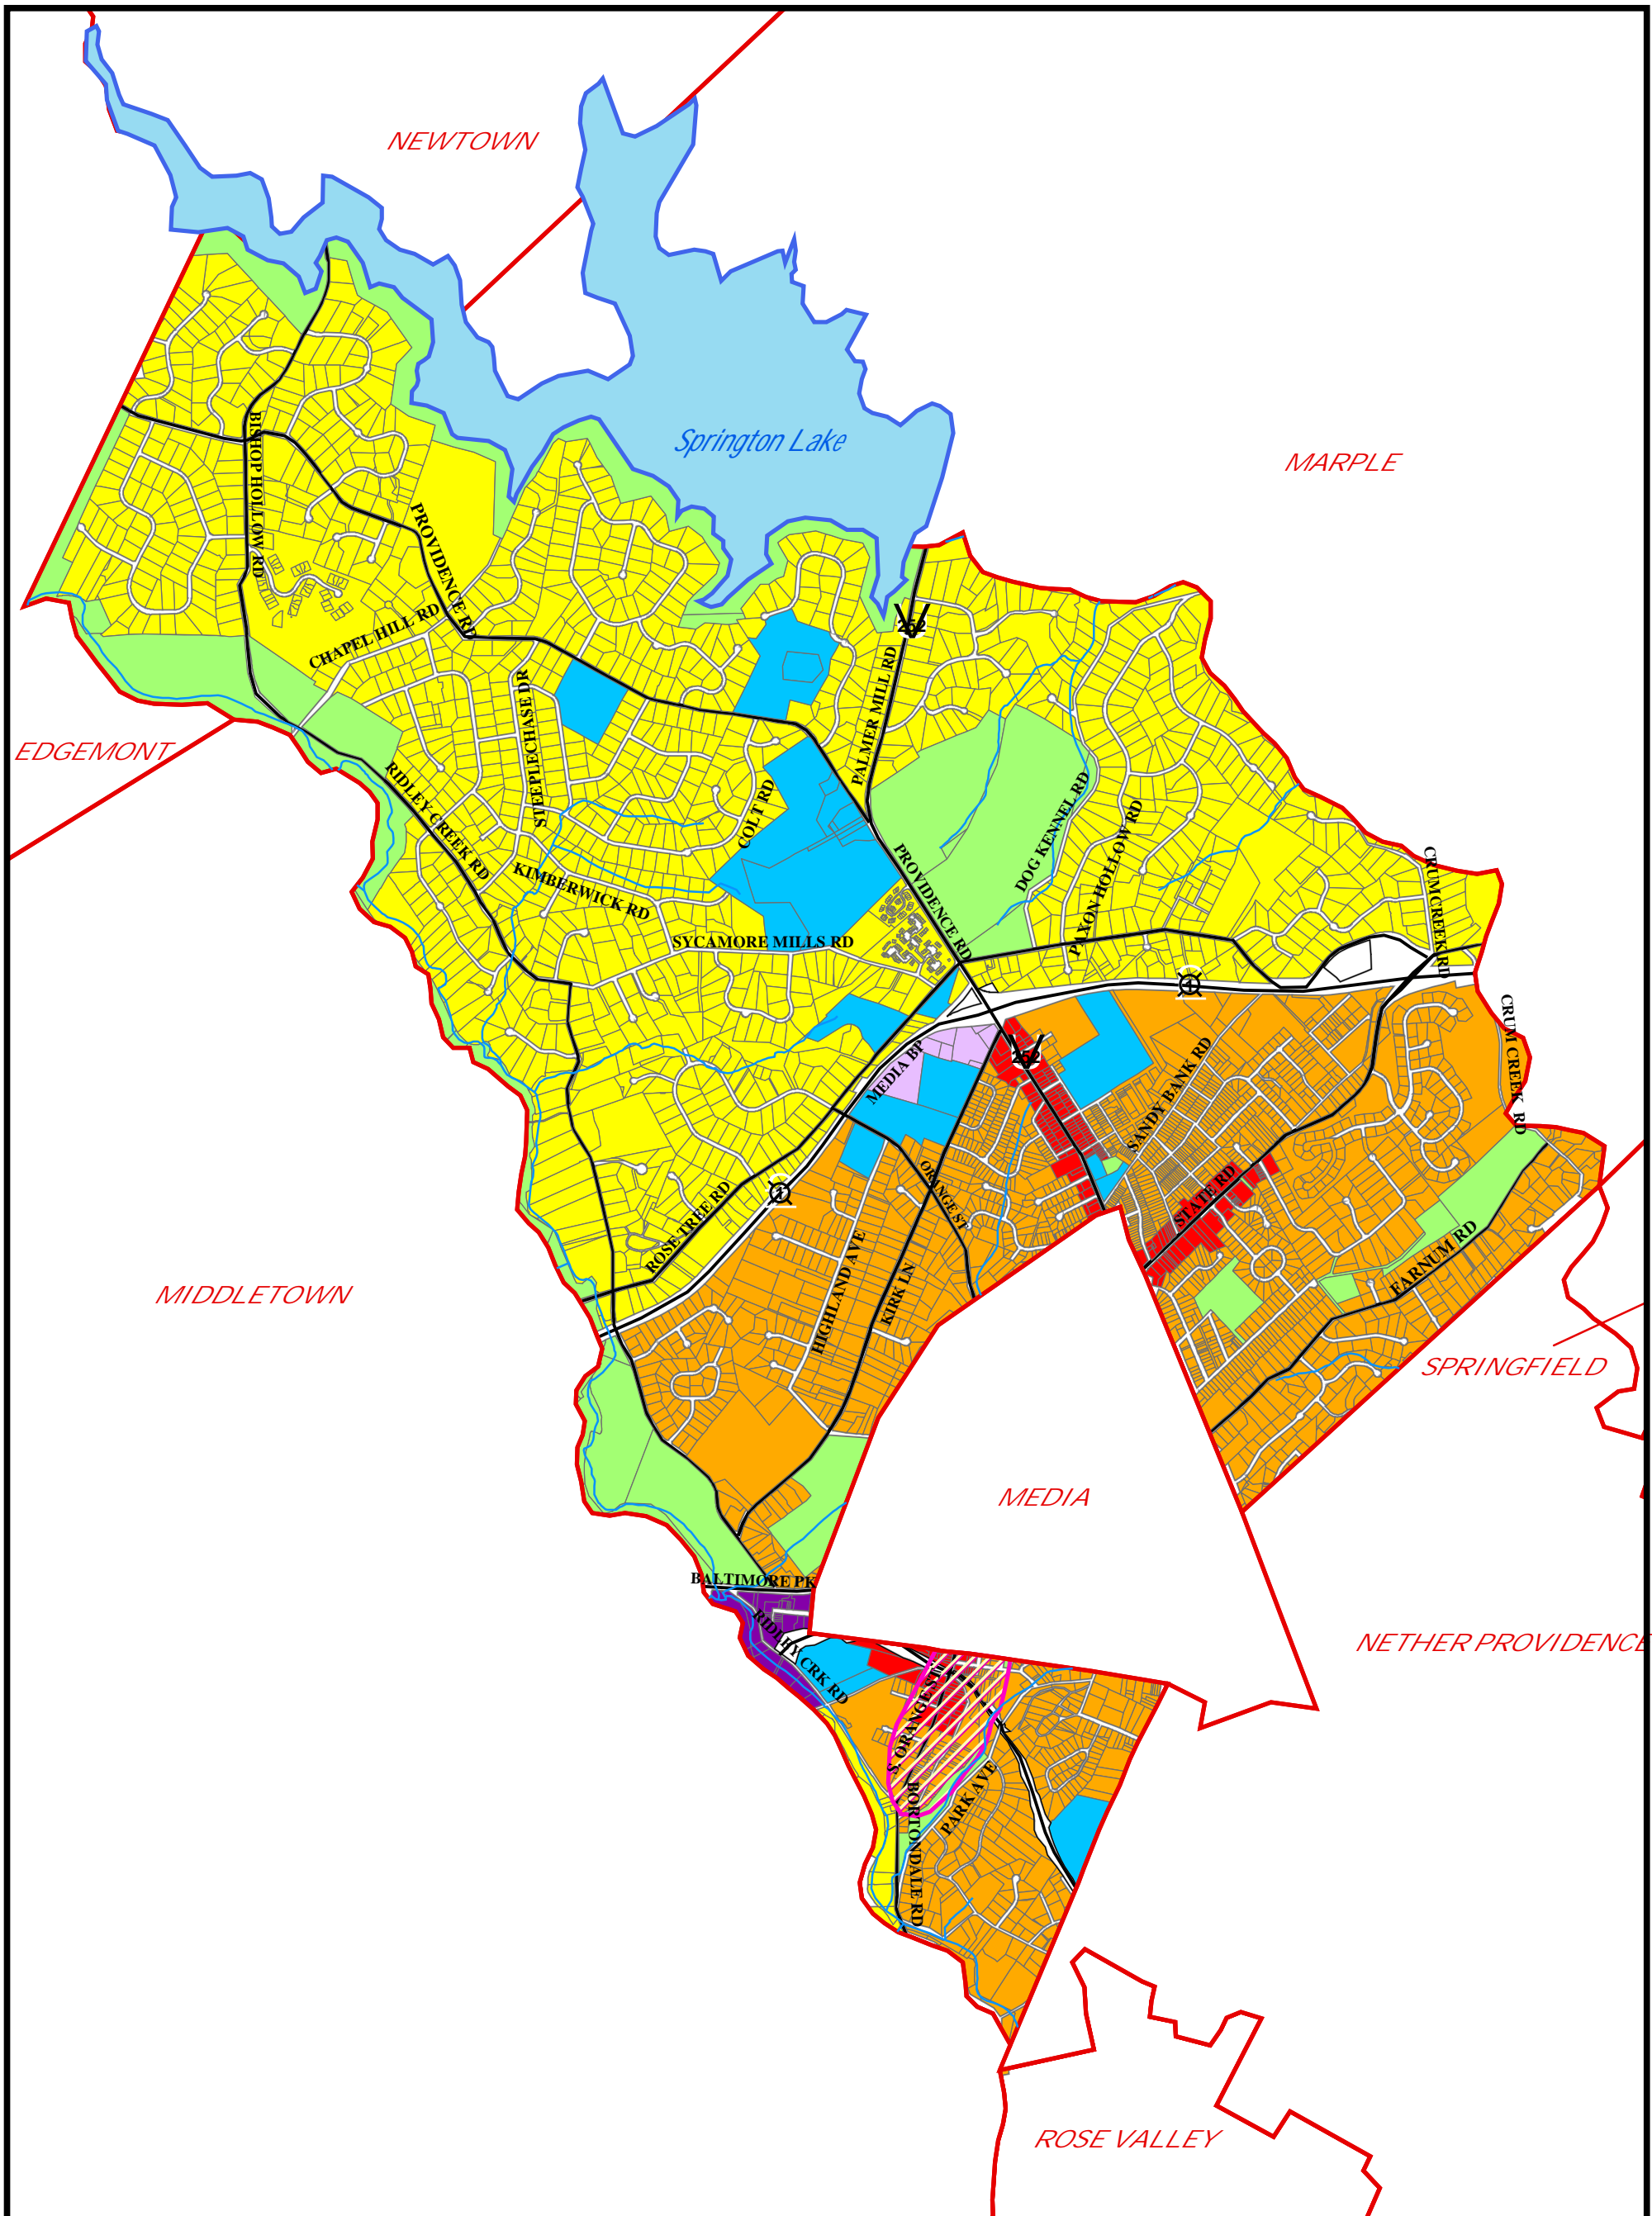 NEWTOWN
Springton Lake
MARPLE
BISHOP HOLLOW RD
PROVIDENCE RD
CHAPEL HILL RD
252
PALMER MILL RD
STEEPLECHASE DR
EDGEMONT
RIDLEY CREEK RD
COLT RD
DOG KENNEL RD
PAXON HOLLOW RD
PROVIDENCE RD
CRUMCREEK RD
KIMBERWICK RD
SYCAMORE MILLS RD
1
CRUM CREEK RD
252
MEDIA BP
SANDY BANK RD
ORANGE ST
1
STATE RD
ROSE TREE RD
HIGHLAND AVE
KIRK LN
FARNUM RD
MIDDLETOWN
SPRINGFIELD
MEDIA
BALTIMORE PK
RIDLEY CRK RD
NETHER PROVIDENCE
S. ORANGE ST
PARK AVE
BORTONDALE RD
ROSE VALLEY